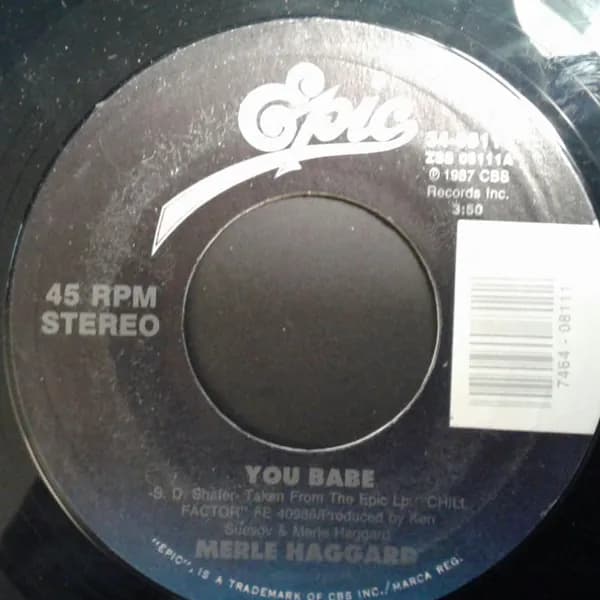 Epic
ZSS 08111A
℗ 1987 CBS
Records Inc.
3:50
45 RPM
STEREO
7464 - 08111
YOU BABE
-S. D. Shafer- Taken From The Epic Lp: "CHILL
FACTOR" FE 40986/Produced by Ken
Suesov & Merle Haggard
MERLE HAGGARD
"EPIC", IS A TRADEMARK OF CBS INC./MARCA REG.